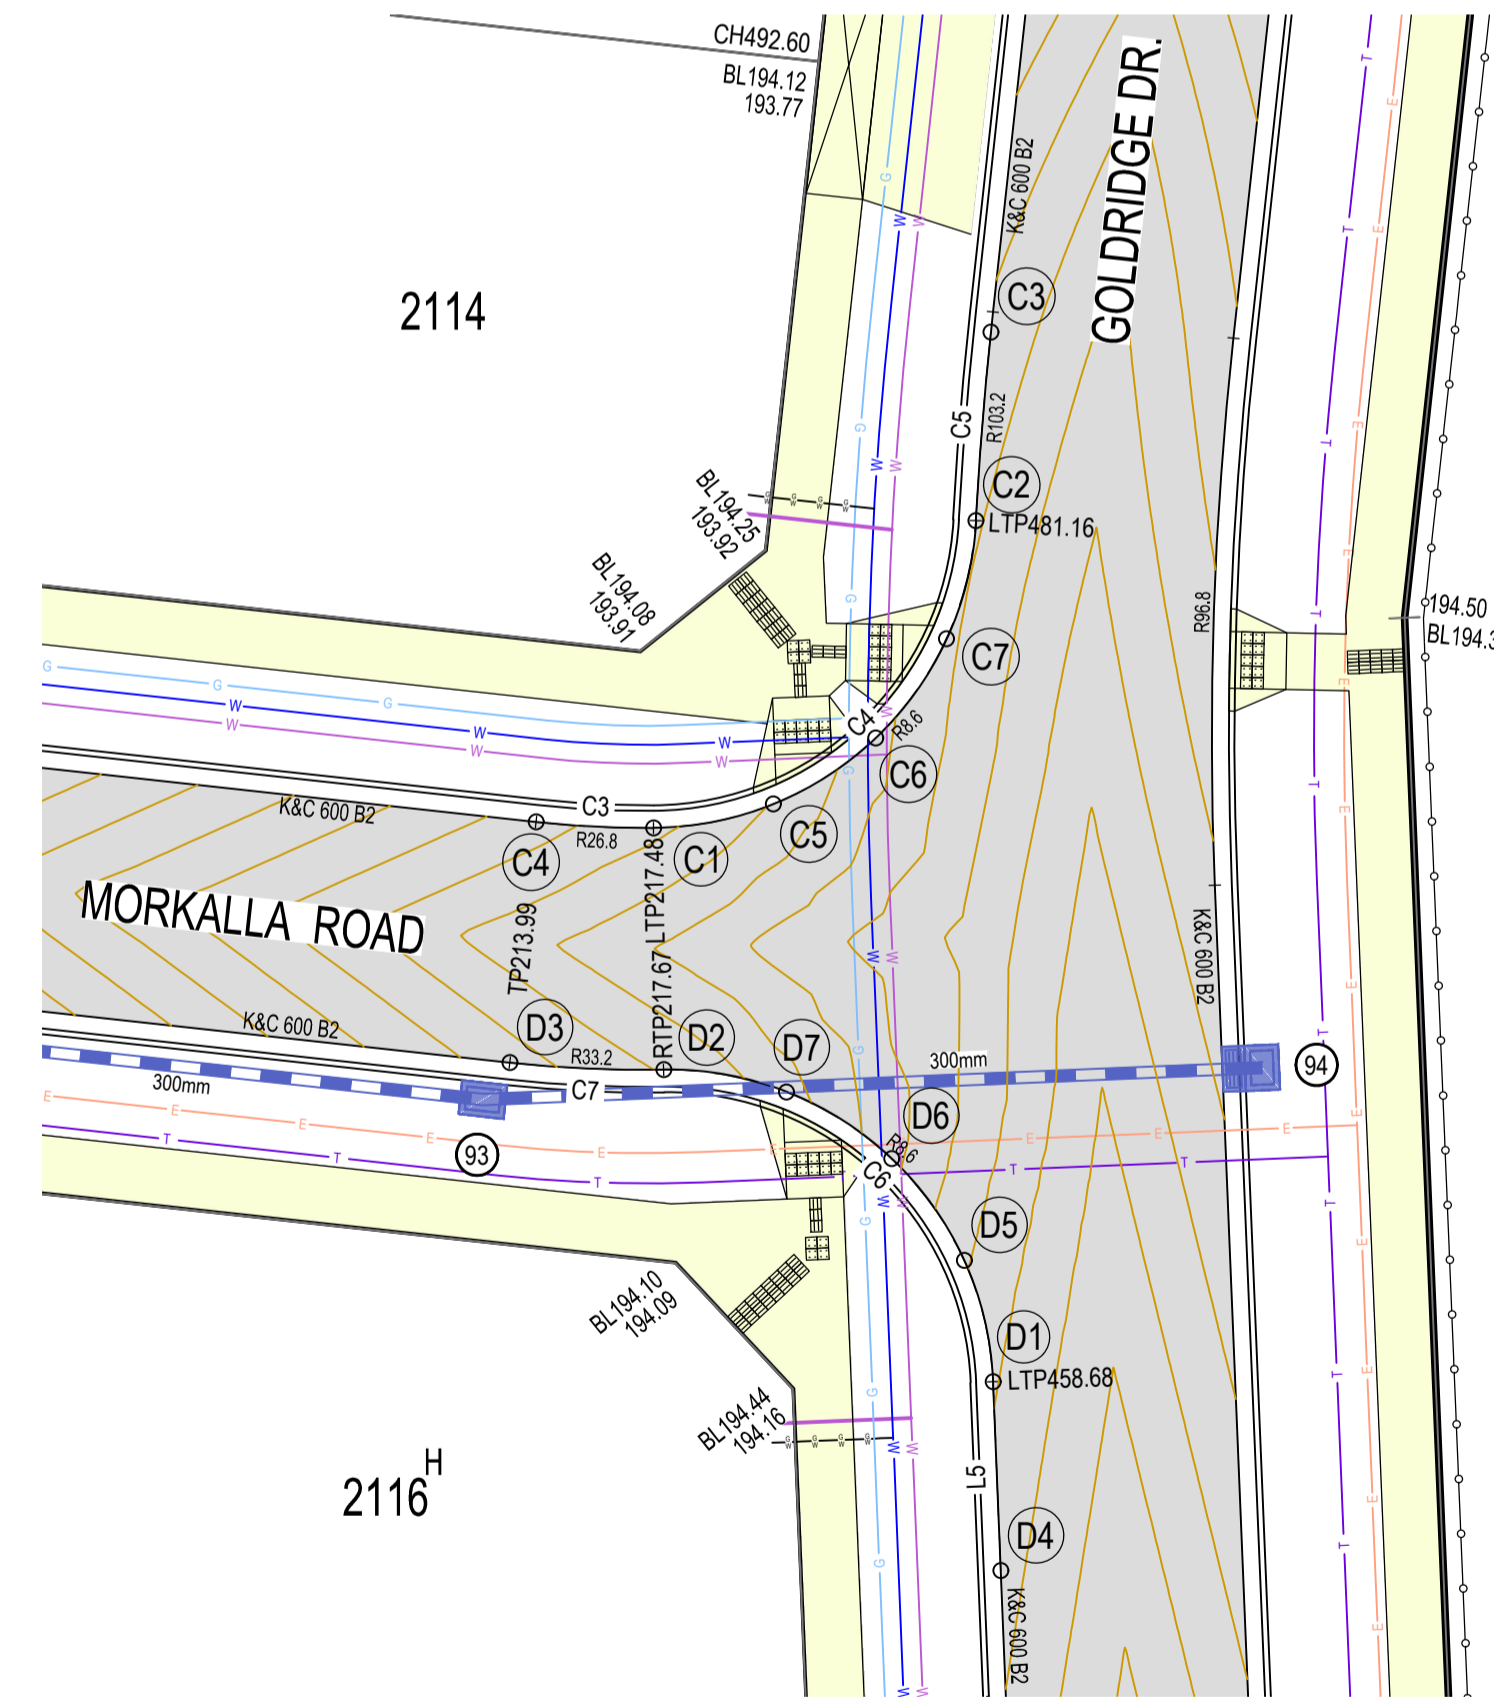 CH492.60
BL194.12
193.77
GOLDRIDGE DR.
K&C 600 B2
2114
C3
C5
R103.2
C2
LTP481.16
BL194.25
193.92
BL194.08
193.91
R96.8
194.50
BL194.3
C7
C4
R8.6
C6
K&C 600 B2
C3
R26.8
C4
C1
C5
MORKALLA ROAD
TP213.99
LTP217.48
RTP217.67
K&C 600 B2
K&C 600 B2
D3
D2
D7
R33.2
C7
300mm
300mm
94
93
D6
R8.6
C6
D5
BL194.10
194.09
D1
LTP458.68
BL194.44
194.16
L5
H
2116
D4
K&C 600 B2
G
W
W
T
E